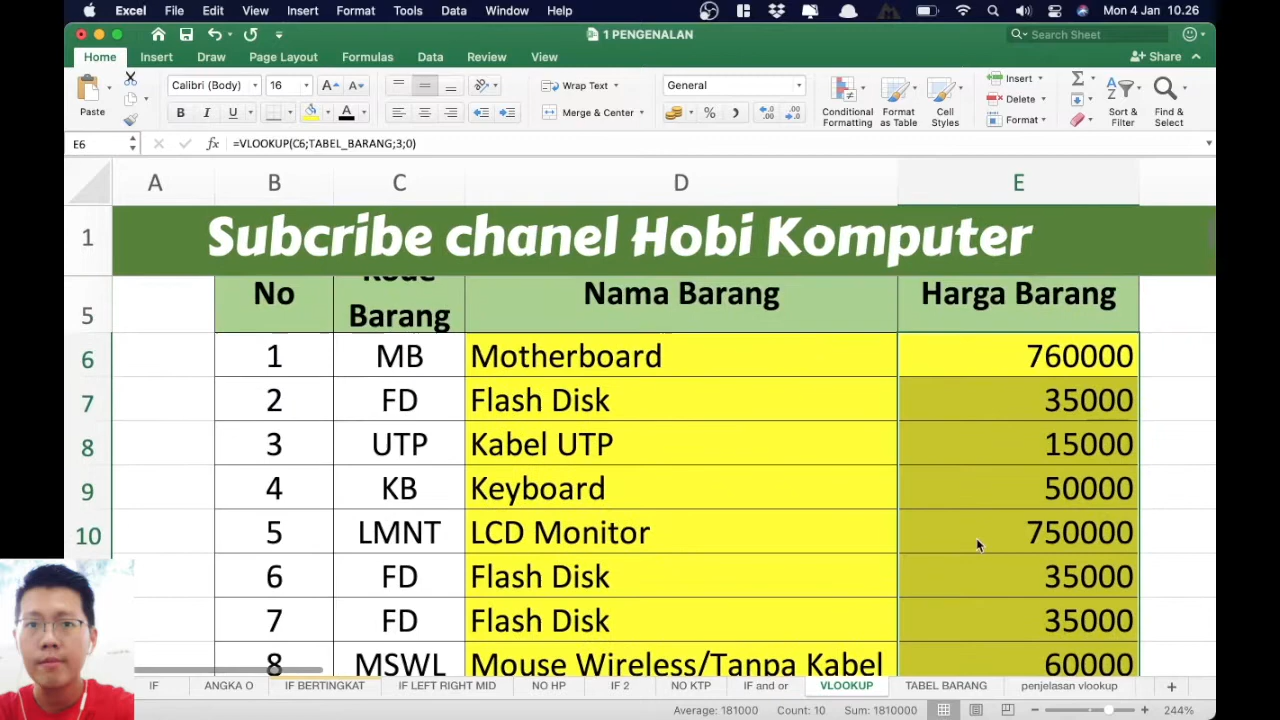 Excel File Edit View Insert Format Tools Data Window Help Mon 4 Jan 10.26
1 PENGENALAN
Search Sheet
Home Insert Draw Page Layout Formulas Data Review View
Share
Paste
Calibri (Body) 16
Wrap Text
Merge & Center
General
Conditional Formatting
Format as Table
Cell Styles
Insert
Delete
Format
Sort & Filter
Find & Select
E6 fx =VLOOKUP(C6;TABEL_BARANG;3;0)
A B C D E
1 Subcribe chanel Hobi Komputer
5 No Kode Barang Nama Barang Harga Barang
6 1 MB Motherboard 760000
7 2 FD Flash Disk 35000
8 3 UTP Kabel UTP 15000
9 4 KB Keyboard 50000
10 5 LMNT LCD Monitor 750000
6 FD Flash Disk 35000
7 FD Flash Disk 35000
8 MSWL Mouse Wireless/Tanpa Kabel 60000
IF ANGKA O IF BERTINGKAT IF LEFT RIGHT MID NO HP IF 2 NO KTP IF and or VLOOKUP TABEL BARANG penjelasan vlookup
Average: 181000 Count: 10 Sum: 1810000 244%